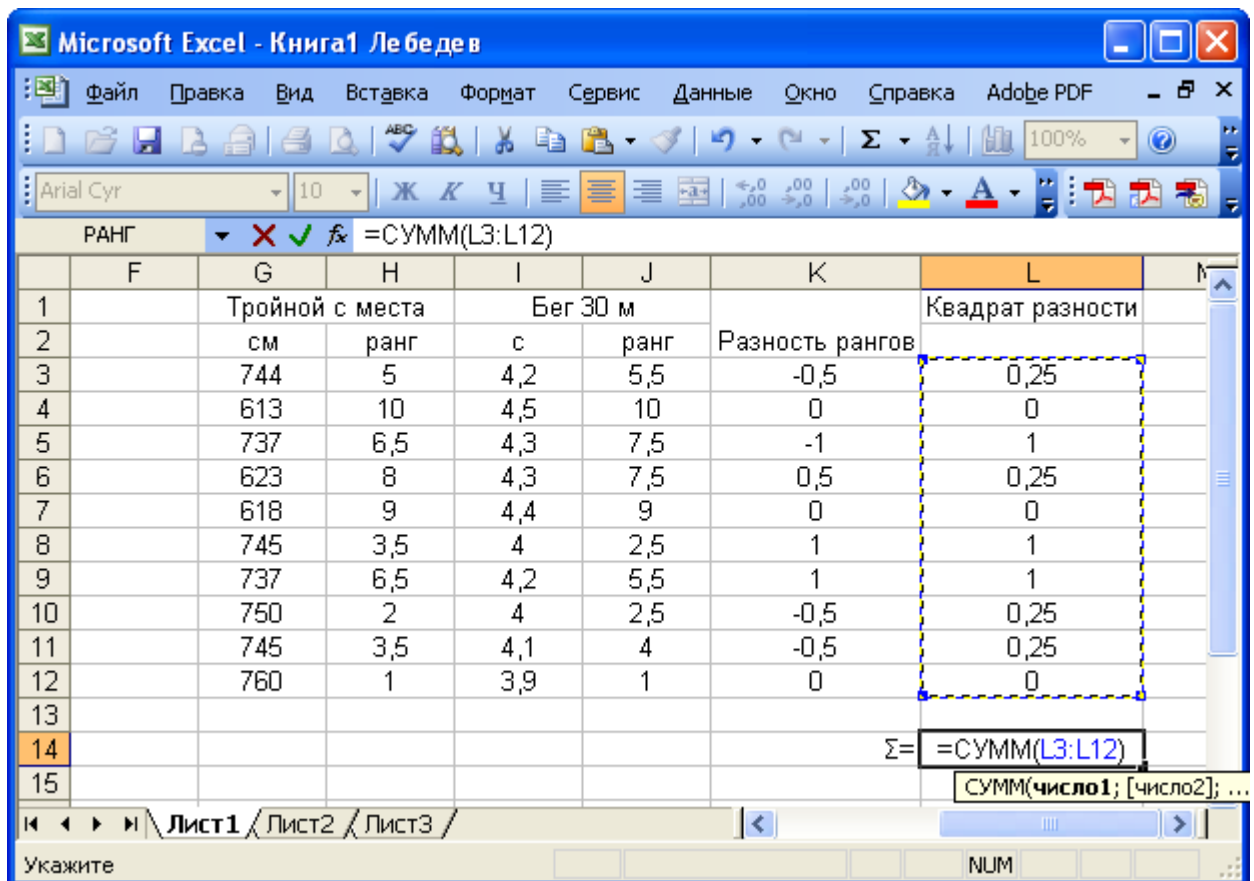 Microsoft Excel - Книга1 Лебедев
Файл Правка Вид Вставка Формат Сервис Данные Окно Справка Adobe PDF
ABC Σ А Я 100% ?
Arial Cyr 10 Ж К Ч ,00 ,0 A
РАНГ fx =СУММ(L3:L12)
F G H I J K L
1 Тройной с места Бег 30 м Квадрат разности
2 см ранг с ранг Разность рангов
3 744 5 4,2 5,5 -0,5 0,25
4 613 10 4,5 10 0 0
5 737 6,5 4,3 7,5 -1 1
6 623 8 4,3 7,5 0,5 0,25
7 618 9 4,4 9 0 0
8 745 3,5 4 2,5 1 1
9 737 6,5 4,2 5,5 1 1
10 750 2 4 2,5 -0,5 0,25
11 745 3,5 4,1 4 -0,5 0,25
12 760 1 3,9 1 0 0
13
14 Σ= =СУММ(L3:L12)
15 СУММ(число1; [число2]; ...
Лист1 Лист2 Лист3
Укажите NUM